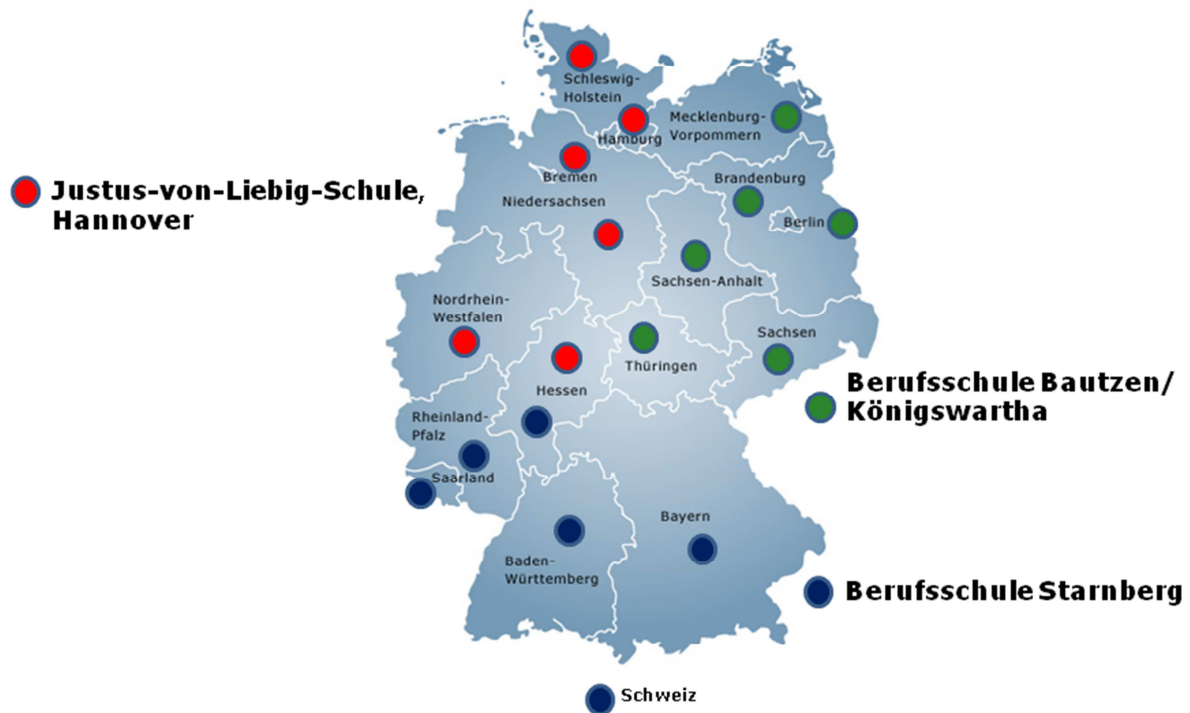 Schleswig-
Holstein
Mecklenburg-
Vorpommern
Hamburg
Bremen
Brandenburg
Justus-von-Liebig-Schule,
Hannover
Niedersachsen
Berlin
Sachsen-Anhalt
Nordrhein-
Westfalen
Sachsen
Thüringen
Hessen
Berufsschule Bautzen/
Königswartha
Rheinland-
Pfalz
Saarland
Bayern
Baden-
Württemberg
Berufsschule Starnberg
Schweiz